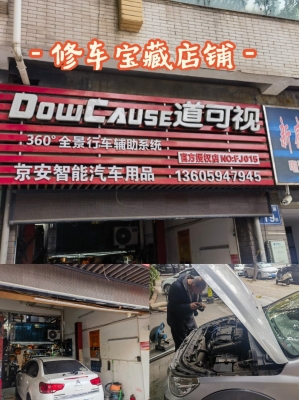 - 修车宝藏店铺 -
DOWCAUSE道可视
360°全景行车辅助系统
官方授权店 NO:FJ015
京安智能汽车用品 13605947945
新